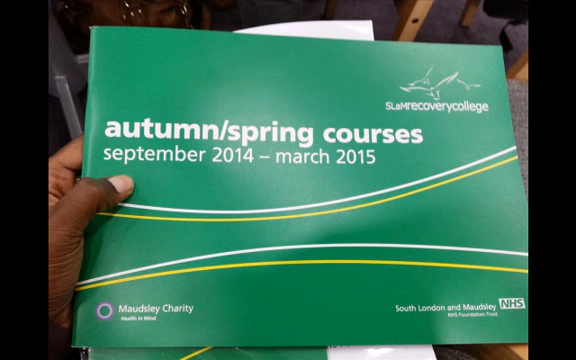 SLaMrecoverycollege
autumn/spring courses
september 2014 – march 2015
Maudsley Charity
Health in Mind
South London and Maudsley NHS
NHS Foundation Trust